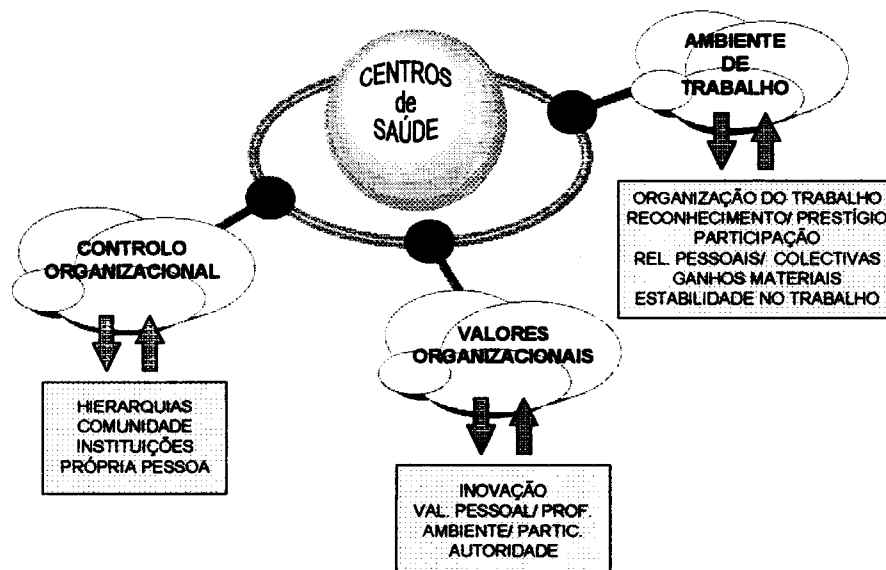 CENTROS
de
SAÚDE
AMBIENTE
DE
TRABALHO
ORGANIZAÇÃO DO TRABALHO
RECONHECIMENTO/ PRESTÍGIO
PARTICIPAÇÃO
REL. PESSOAIS/ COLECTIVAS
GANHOS MATERIAIS
ESTABILIDADE NO TRABALHO
CONTROLO
ORGANIZACIONAL
HIERARQUIAS
COMUNIDADE
INSTITUIÇÕES
PRÓPRIA PESSOA
VALORES
ORGANIZACIONAIS
INOVAÇÃO
VAL. PESSOAL/ PROF.
AMBIENTE/ PARTIC.
AUTORIDADE